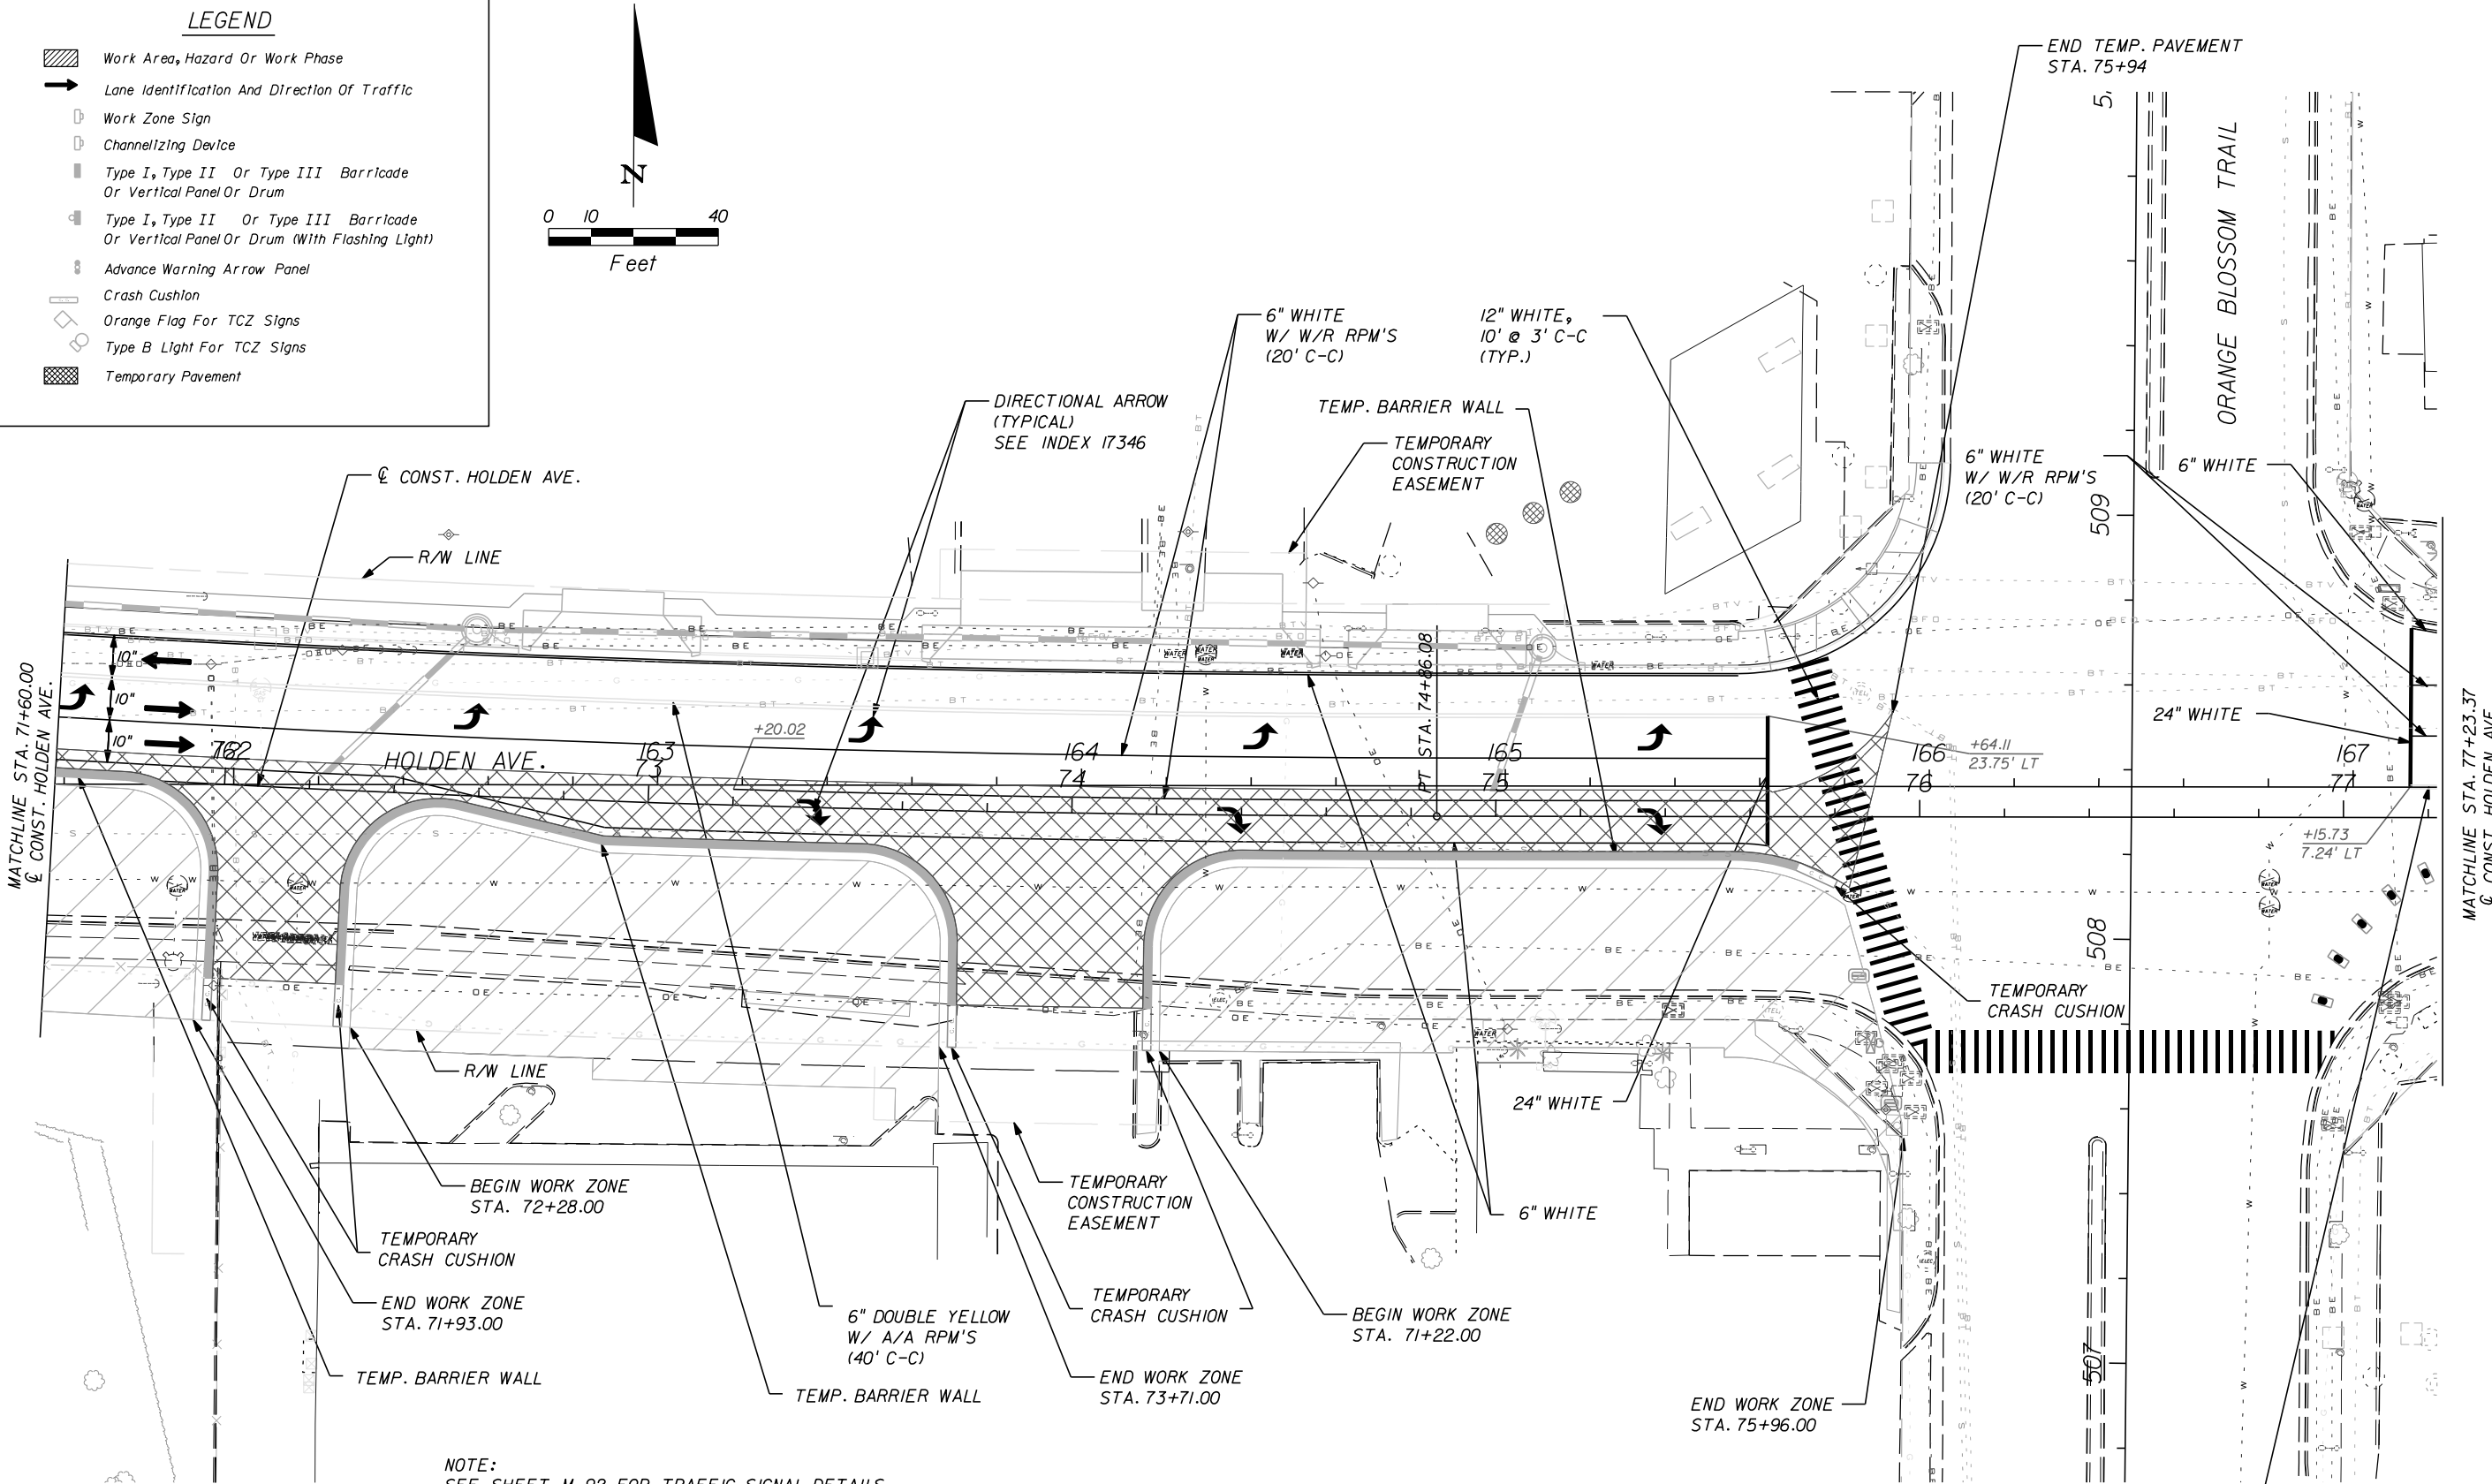 LEGEND
Work Area, Hazard Or Work Phase
Lane Identification And Direction Of Traffic
Work Zone Sign
Channelizing Device
Type I, Type II Or Type III Barricade
Or Vertical Panel Or Drum
Type I, Type II Or Type III Barricade
Or Vertical Panel Or Drum (With Flashing Light)
Advance Warning Arrow Panel
Crash Cushion
Orange Flag For TCZ Signs
Type B Light For TCZ Signs
Temporary Pavement
N
0 10 40
Feet
END TEMP. PAVEMENT
STA. 75+94
ORANGE BLOSSOM TRAIL
6" WHITE
W/ W/R RPM'S
(20' C-C)
12" WHITE,
10' @ 3' C-C
(TYP.)
DIRECTIONAL ARROW
(TYPICAL)
SEE INDEX 17346
TEMP. BARRIER WALL
TEMPORARY
CONSTRUCTION
EASEMENT
6" WHITE
W/ W/R RPM'S
(20' C-C)
6" WHITE
℄ CONST. HOLDEN AVE.
R/W LINE
509
MATCHLINE STA. 71+60.00
℄ CONST. HOLDEN AVE.
10"
10"
10"
HOLDEN AVE.
162
163
73
+20.02
164
74
PT STA. 74+86.08
165
75
166
76
+64.11
23.75' LT
24" WHITE
167
77
+15.73
7.24' LT
MATCHLINE STA. 77+23.37
℄ CONST HOLDEN AVE
508
TEMPORARY
CRASH CUSHION
R/W LINE
24" WHITE
BEGIN WORK ZONE
STA. 72+28.00
TEMPORARY
CONSTRUCTION
EASEMENT
6" WHITE
TEMPORARY
CRASH CUSHION
END WORK ZONE
STA. 71+93.00
6" DOUBLE YELLOW
W/ A/A RPM'S
(40' C-C)
TEMPORARY
CRASH CUSHION
BEGIN WORK ZONE
STA. 71+22.00
TEMP. BARRIER WALL
TEMP. BARRIER WALL
END WORK ZONE
STA. 73+71.00
END WORK ZONE
STA. 75+96.00
507
NOTE: